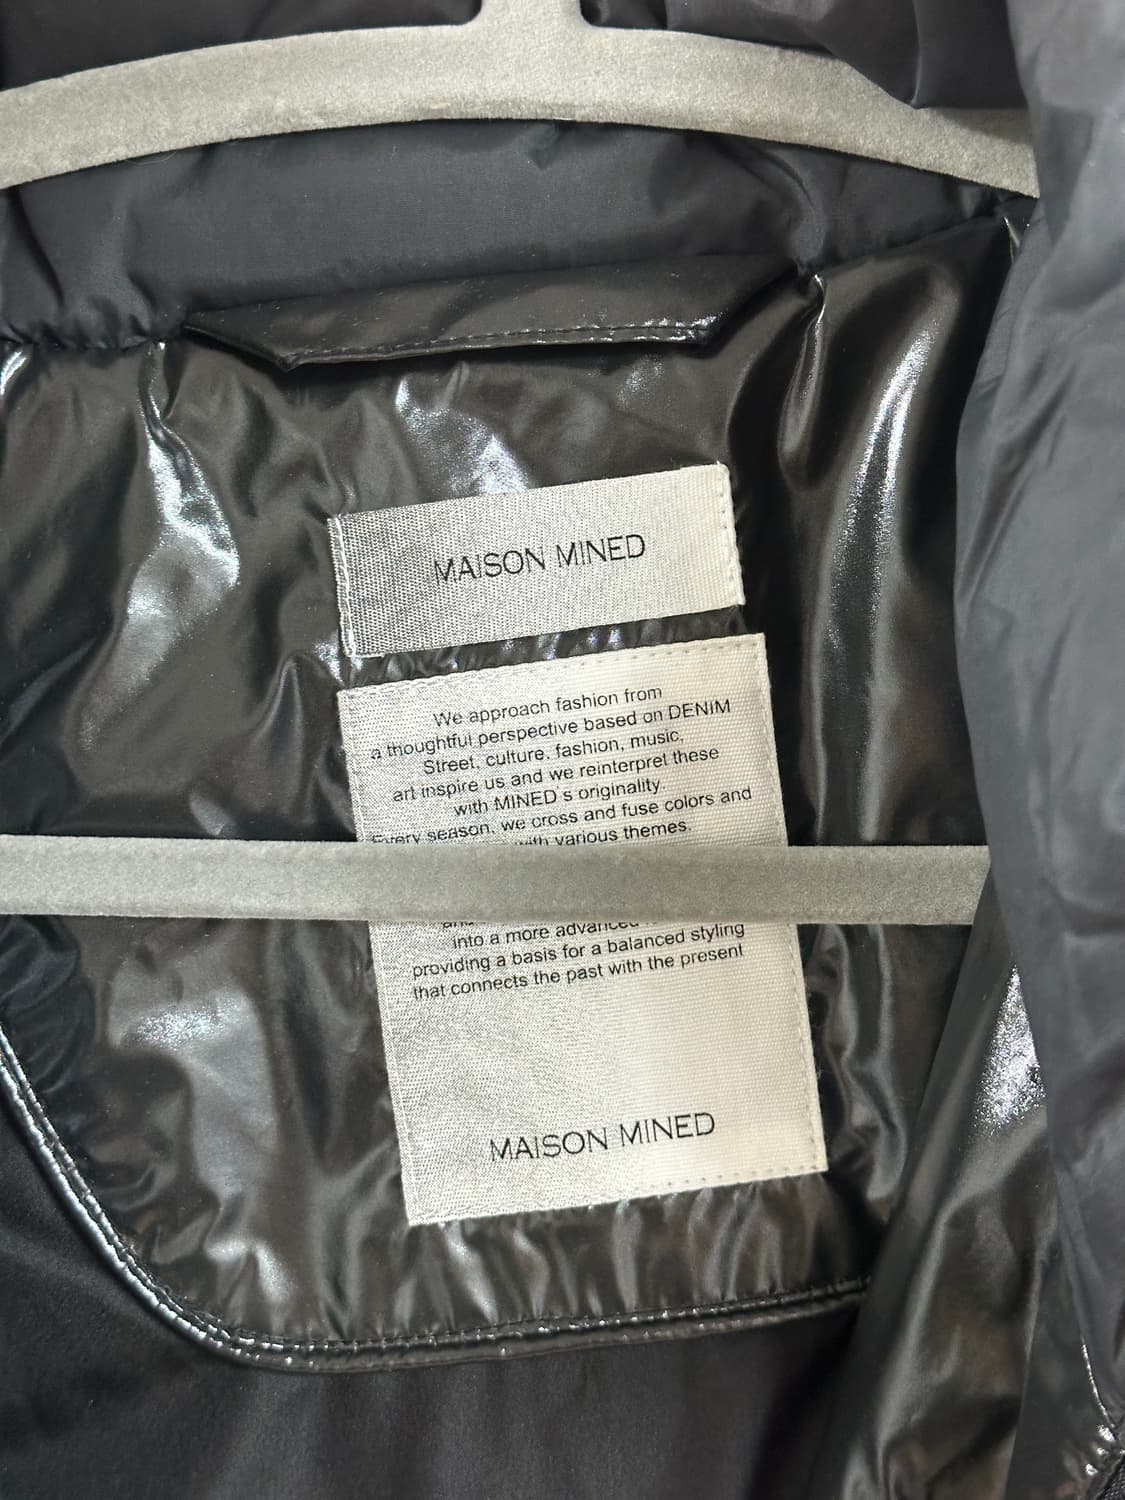 MAISON MINED
We approach fashion from
a thoughtful perspective based on DENIM
Street, culture, fashion, music,
art inspire us and we reinterpret these
with MINED s originality.
Every season, we cross and fuse colors and
with various themes.
and
into a more advanced
providing a basis for a balanced styling
that connects the past with the present
MAISON MINED